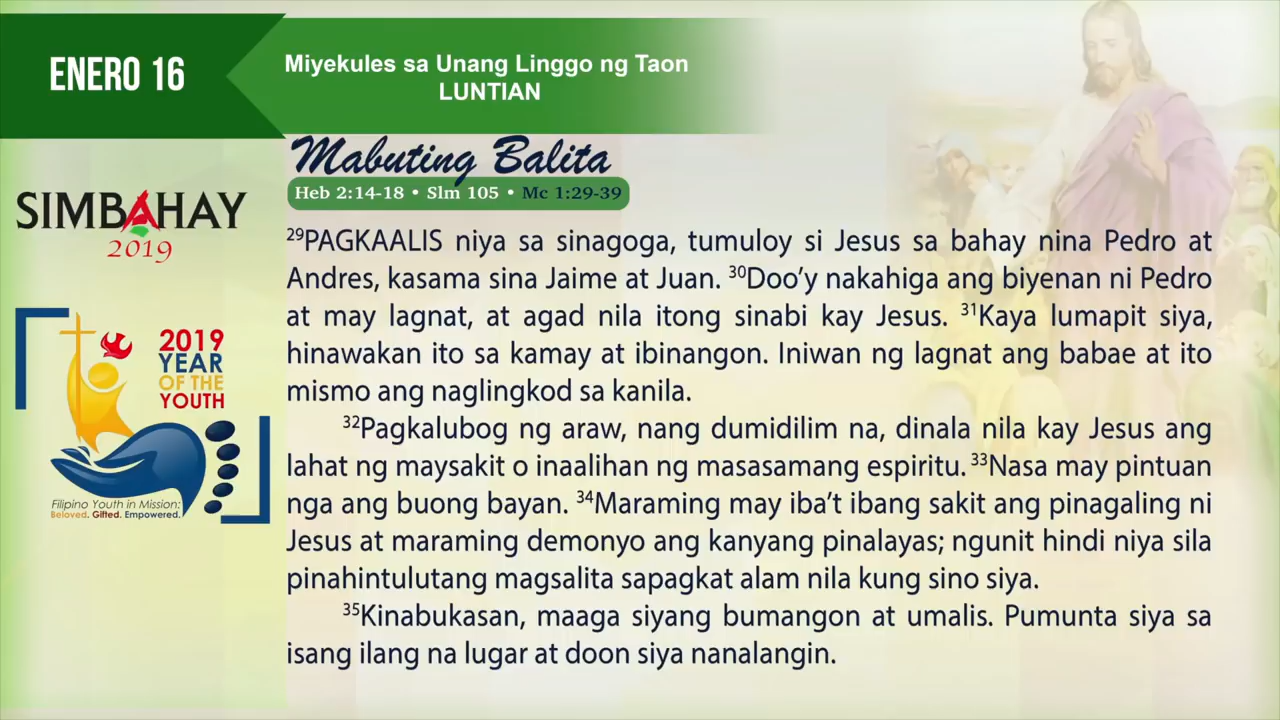 ENERO 16
Miyekules sa Unang Linggo ng Taon
LUNTIAN
Mabuting Balita
Heb 2:14-18 • Slm 105 • Mc 1:29-39
SIMBAHAY
2019
2019
YEAR
OF THE
YOUTH
Filipino Youth in Mission:
Beloved. Gifted. Empowered.
²⁹PAGKAALIS niya sa sinagoga, tumuloy si Jesus sa bahay nina Pedro at
Andres, kasama sina Jaime at Juan. ³⁰Doo’y nakahiga ang biyenan ni Pedro
at may lagnat, at agad nila itong sinabi kay Jesus. ³¹Kaya lumapit siya,
hinawakan ito sa kamay at ibinangon. Iniwan ng lagnat ang babae at ito
mismo ang naglingkod sa kanila.
³²Pagkalubog ng araw, nang dumidilim na, dinala nila kay Jesus ang
lahat ng maysakit o inaalihan ng masasamang espiritu. ³³Nasa may pintuan
nga ang buong bayan. ³⁴Maraming may iba’t ibang sakit ang pinagaling ni
Jesus at maraming demonyo ang kanyang pinalayas; ngunit hindi niya sila
pinahintulutang magsalita sapagkat alam nila kung sino siya.
³⁵Kinabukasan, maaga siyang bumangon at umalis. Pumunta siya sa
isang ilang na lugar at doon siya nanalangin.